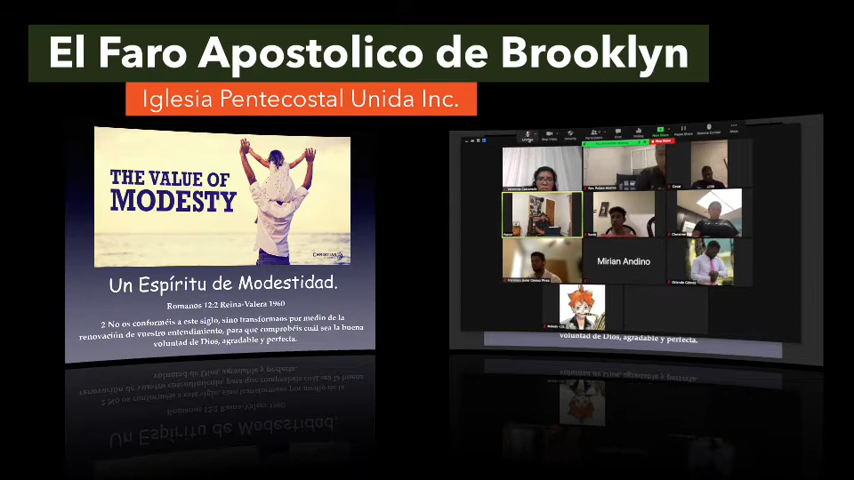 El Faro Apostolico de Brooklyn
Iglesia Pentecostal Unida Inc.
THE VALUE OF
MODESTY
Un Espíritu de Modestidad.
Romanos 12:2 Reina-Valera 1960
2 No os conforméis a este siglo, sino transformaos por medio de la
renovación de vuestro entendimiento, para que comprobéis cuál sea la buena
voluntad de Dios, agradable y perfecta.
Mirian Andino
voluntad de Dios, agradable y perfecta.